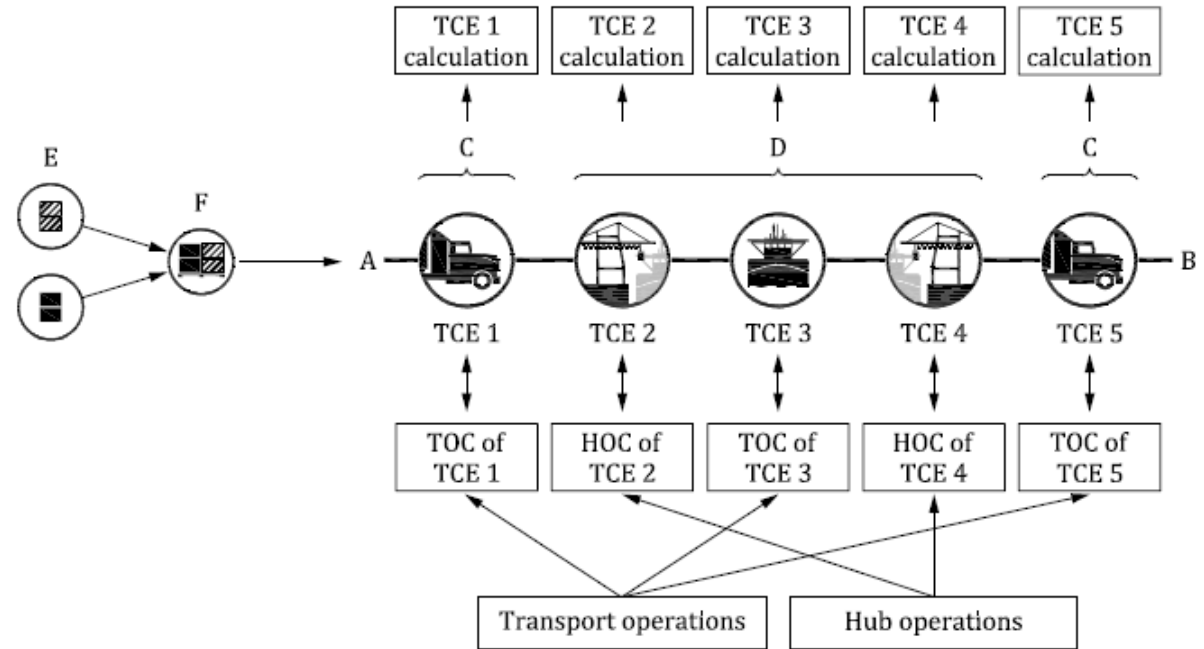 TCE 1
calculation
TCE 2
calculation
TCE 3
calculation
TCE 4
calculation
TCE 5
calculation
C
D
C
E
F
A
B
TCE 1
TCE 2
TCE 3
TCE 4
TCE 5
TOC of
TCE 1
HOC of
TCE 2
TOC of
TCE 3
HOC of
TCE 4
TOC of
TCE 5
Transport operations
Hub operations